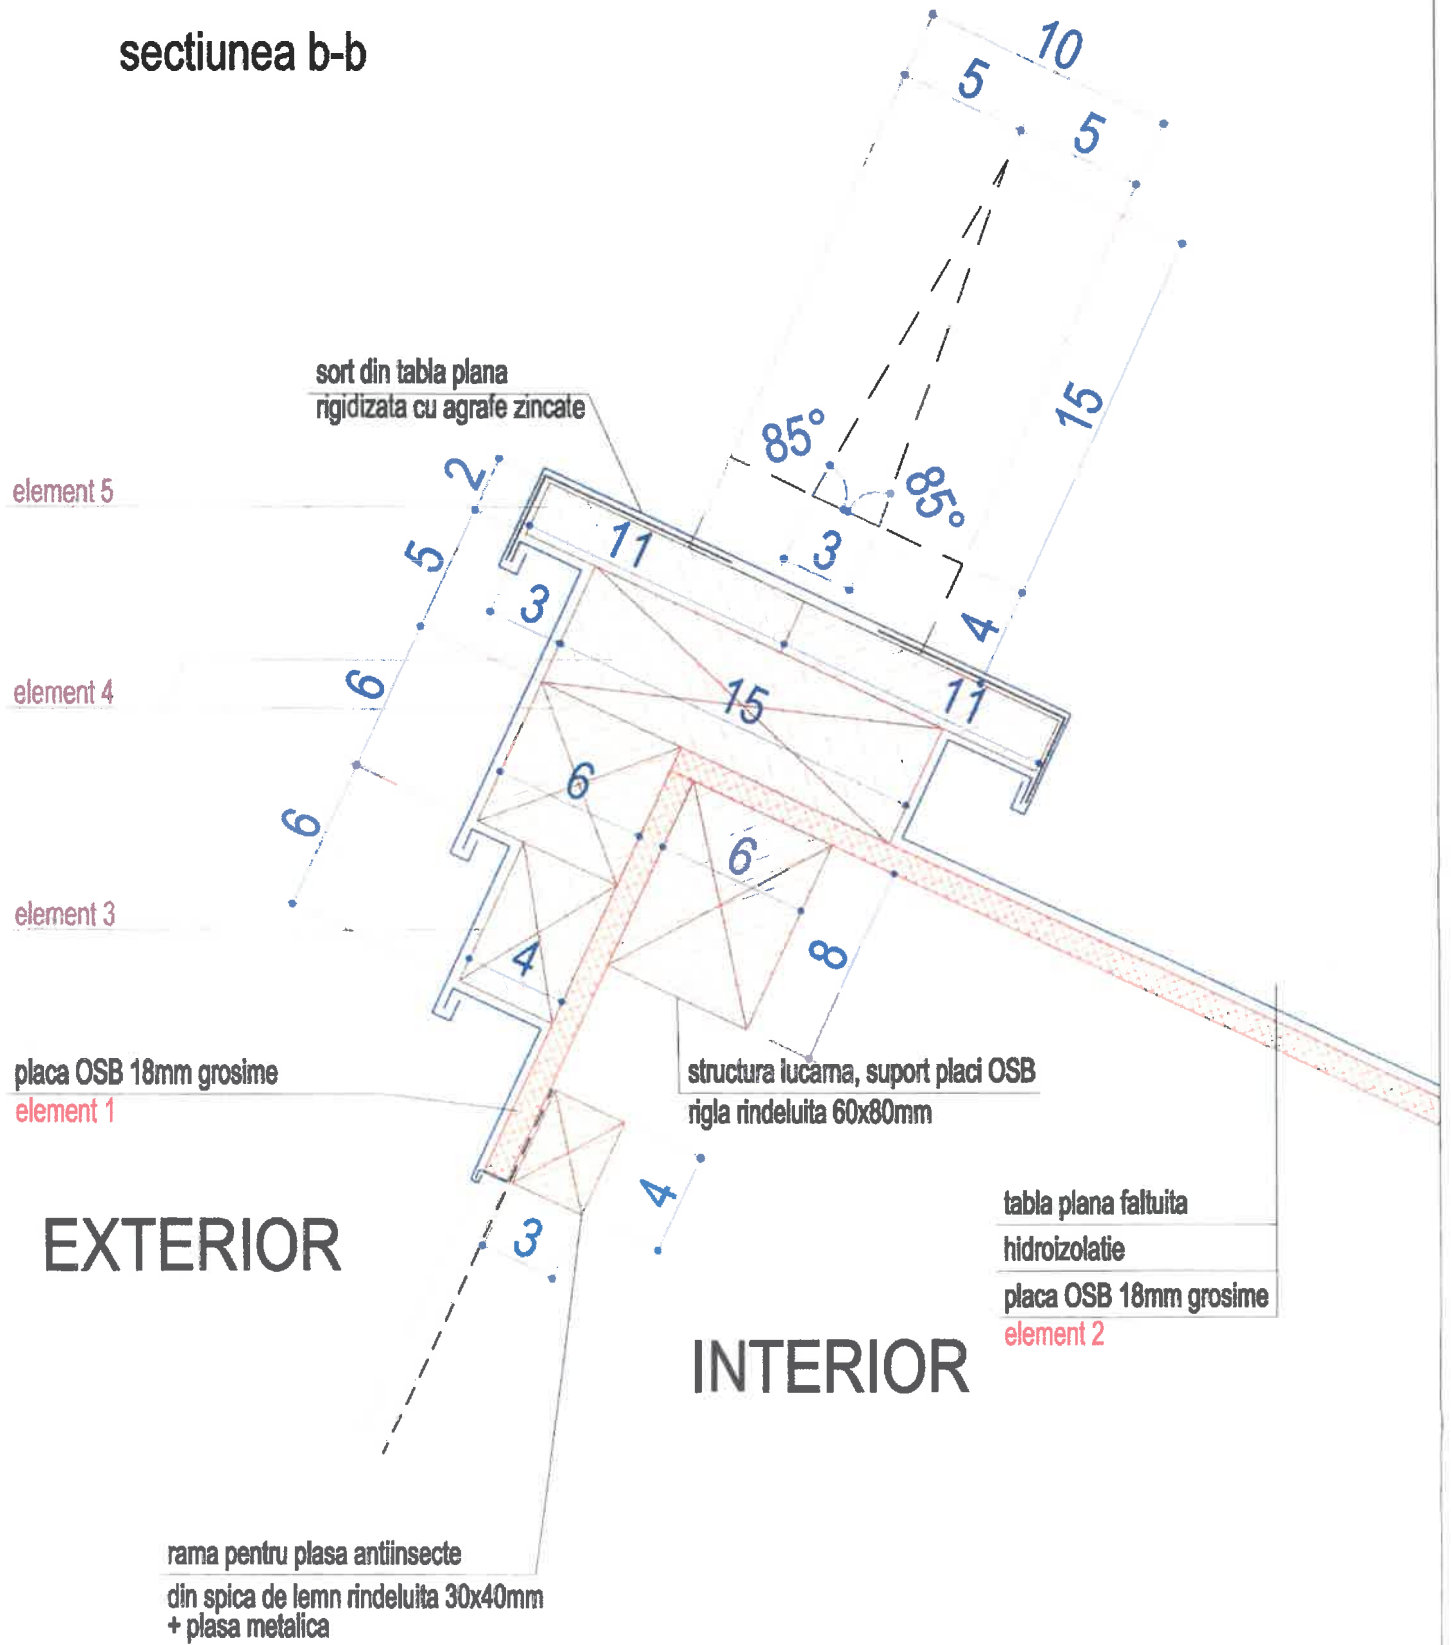 sectiunea b-b
10
5
5
15
sort din tabla plana
rigidizata cu agrafe zincate
85°
85°
element 5
2
11
3
5
3
4
element 4
6
15
11
6
6
6
element 3
4
8
placa OSB 18mm grosime
element 1
structura lucarna, suport placi OSB
rigla rindeluita 60x80mm
4
3
EXTERIOR
tabla plana faltuita
hidroizolatie
placa OSB 18mm grosime
element 2
INTERIOR
rama pentru plasa antiinsecte
din spica de lemn rindeluita 30x40mm
+ plasa metalica